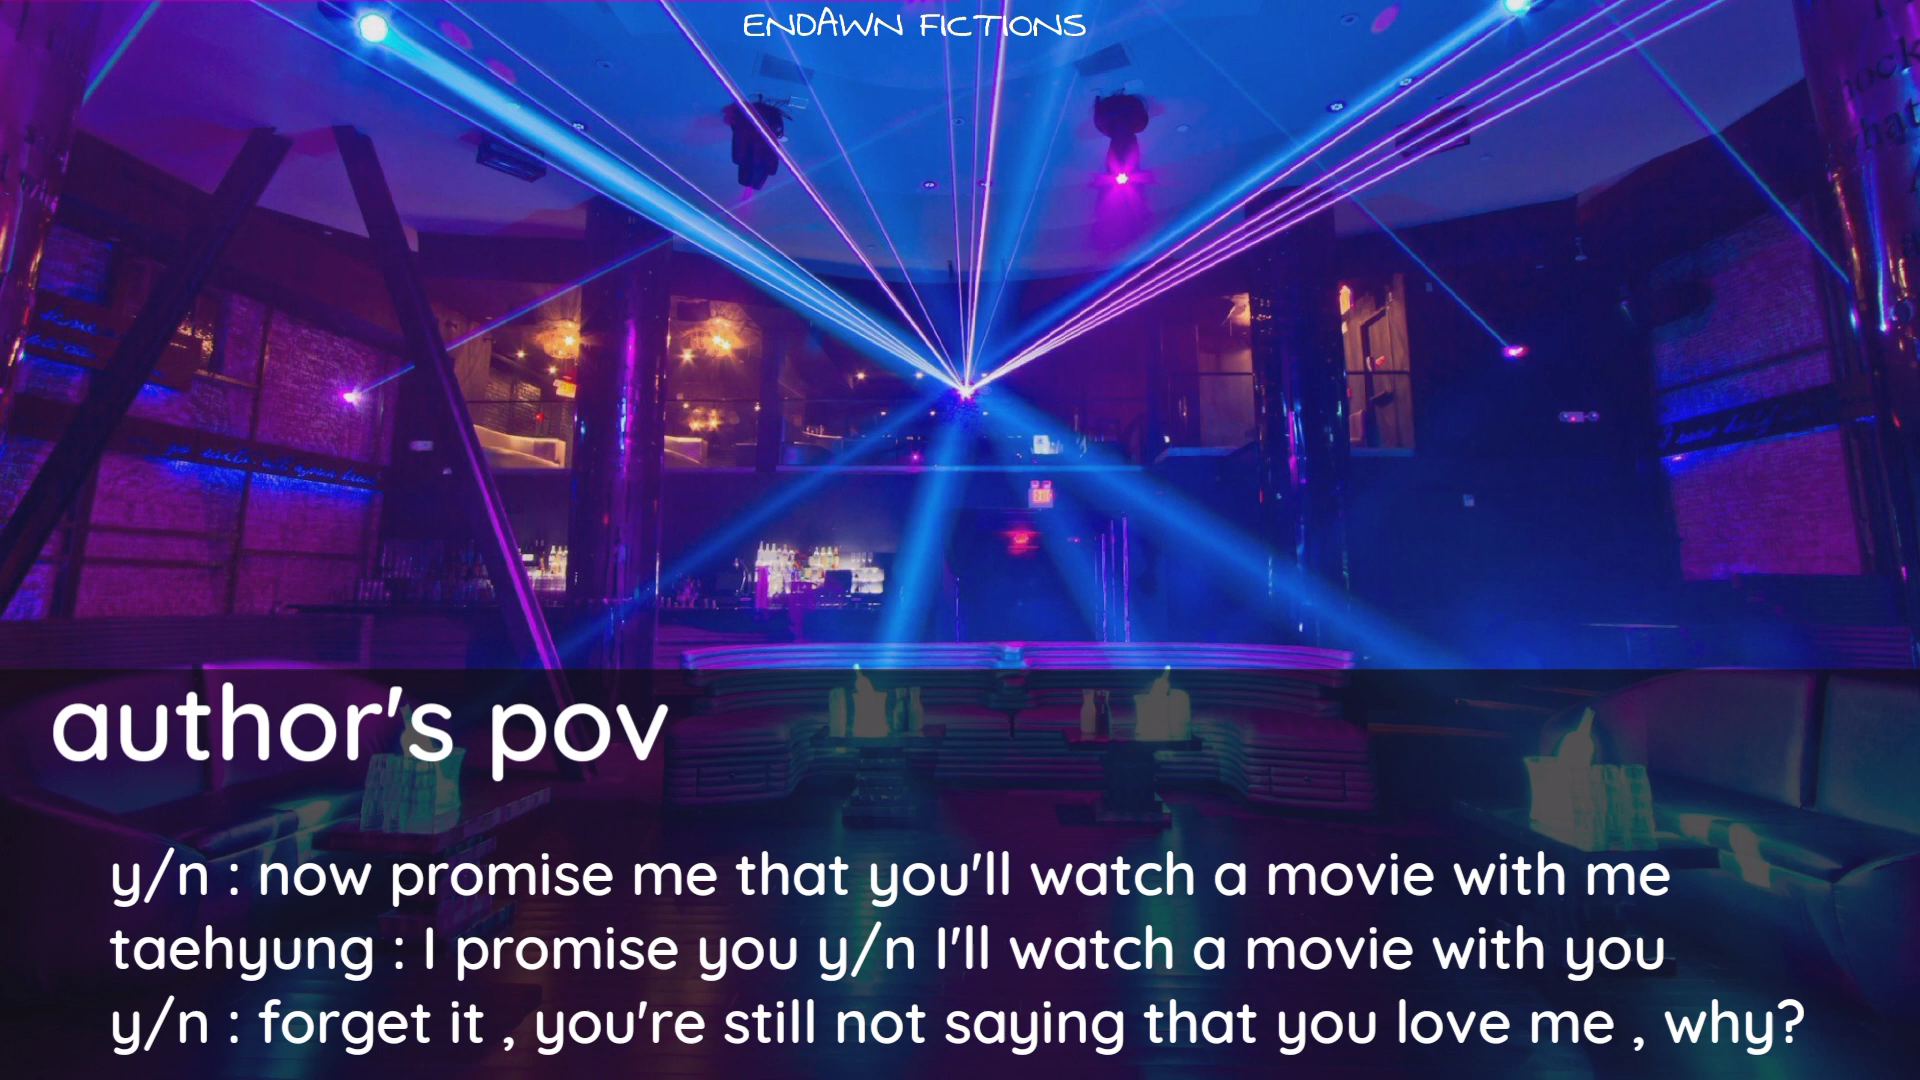 ENDAWN FICTIONS
author's pov
y/n : now promise me that you'll watch a movie with me
taehyung : I promise you y/n I'll watch a movie with you
y/n : forget it , you're still not saying that you love me , why?